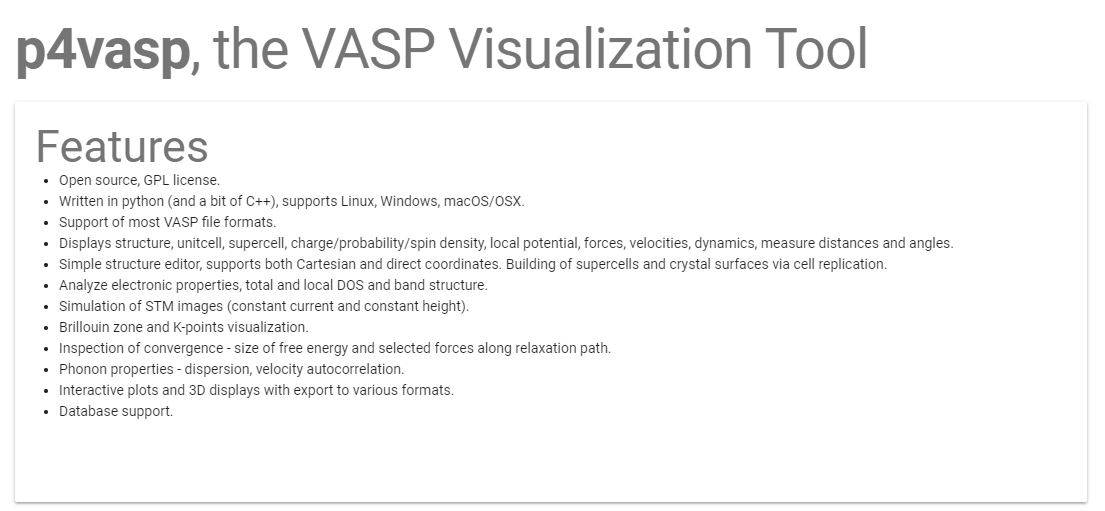 p4vasp, the VASP Visualization Tool
Features
• Open source, GPL license.
• Written in python (and a bit of C++), supports Linux, Windows, macOS/OSX.
• Support of most VASP file formats.
• Displays structure, unitcell, supercell, charge/probability/spin density, local potential, forces, velocities, dynamics, measure distances and angles.
• Simple structure editor, supports both Cartesian and direct coordinates. Building of supercells and crystal surfaces via cell replication.
• Analyze electronic properties, total and local DOS and band structure.
• Simulation of STM images (constant current and constant height).
• Brillouin zone and K-points visualization.
• Inspection of convergence - size of free energy and selected forces along relaxation path.
• Phonon properties - dispersion, velocity autocorrelation.
• Interactive plots and 3D displays with export to various formats.
• Database support.